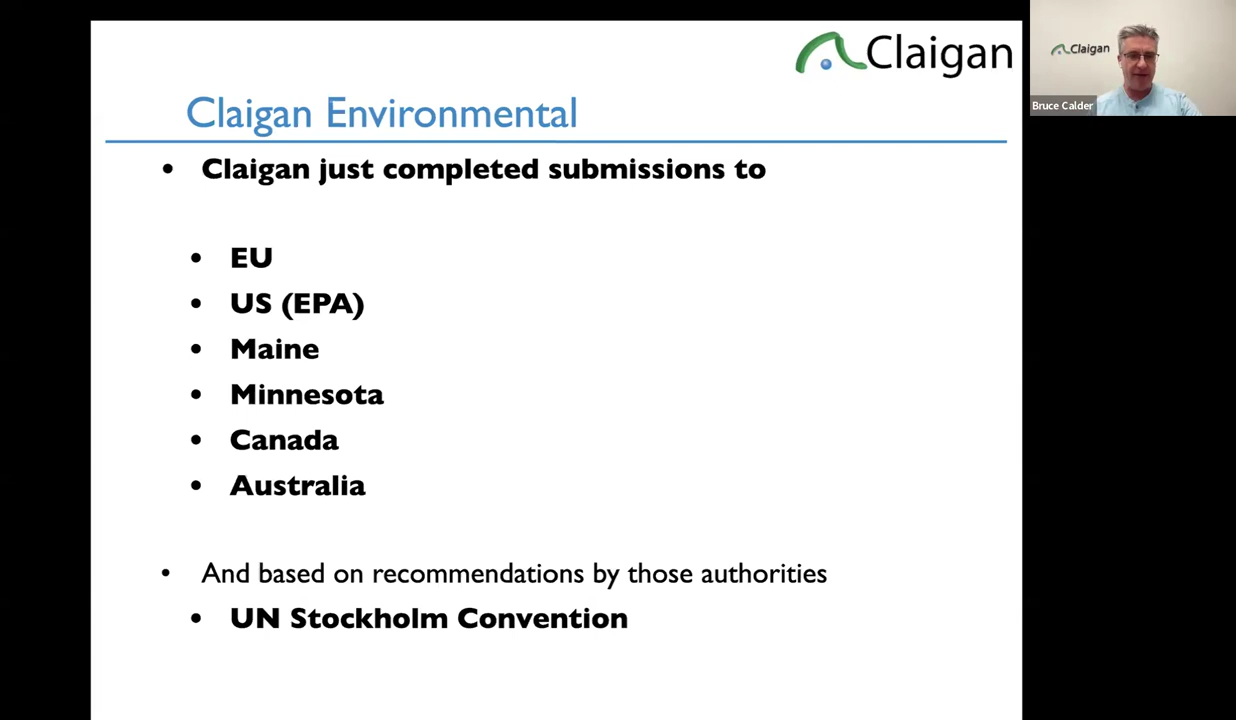 Claigan
Claigan Environmental
• Claigan just completed submissions to
• EU
• US (EPA)
• Maine
• Minnesota
• Canada
• Australia
• And based on recommendations by those authorities
• UN Stockholm Convention
Claigan
Bruce Calder